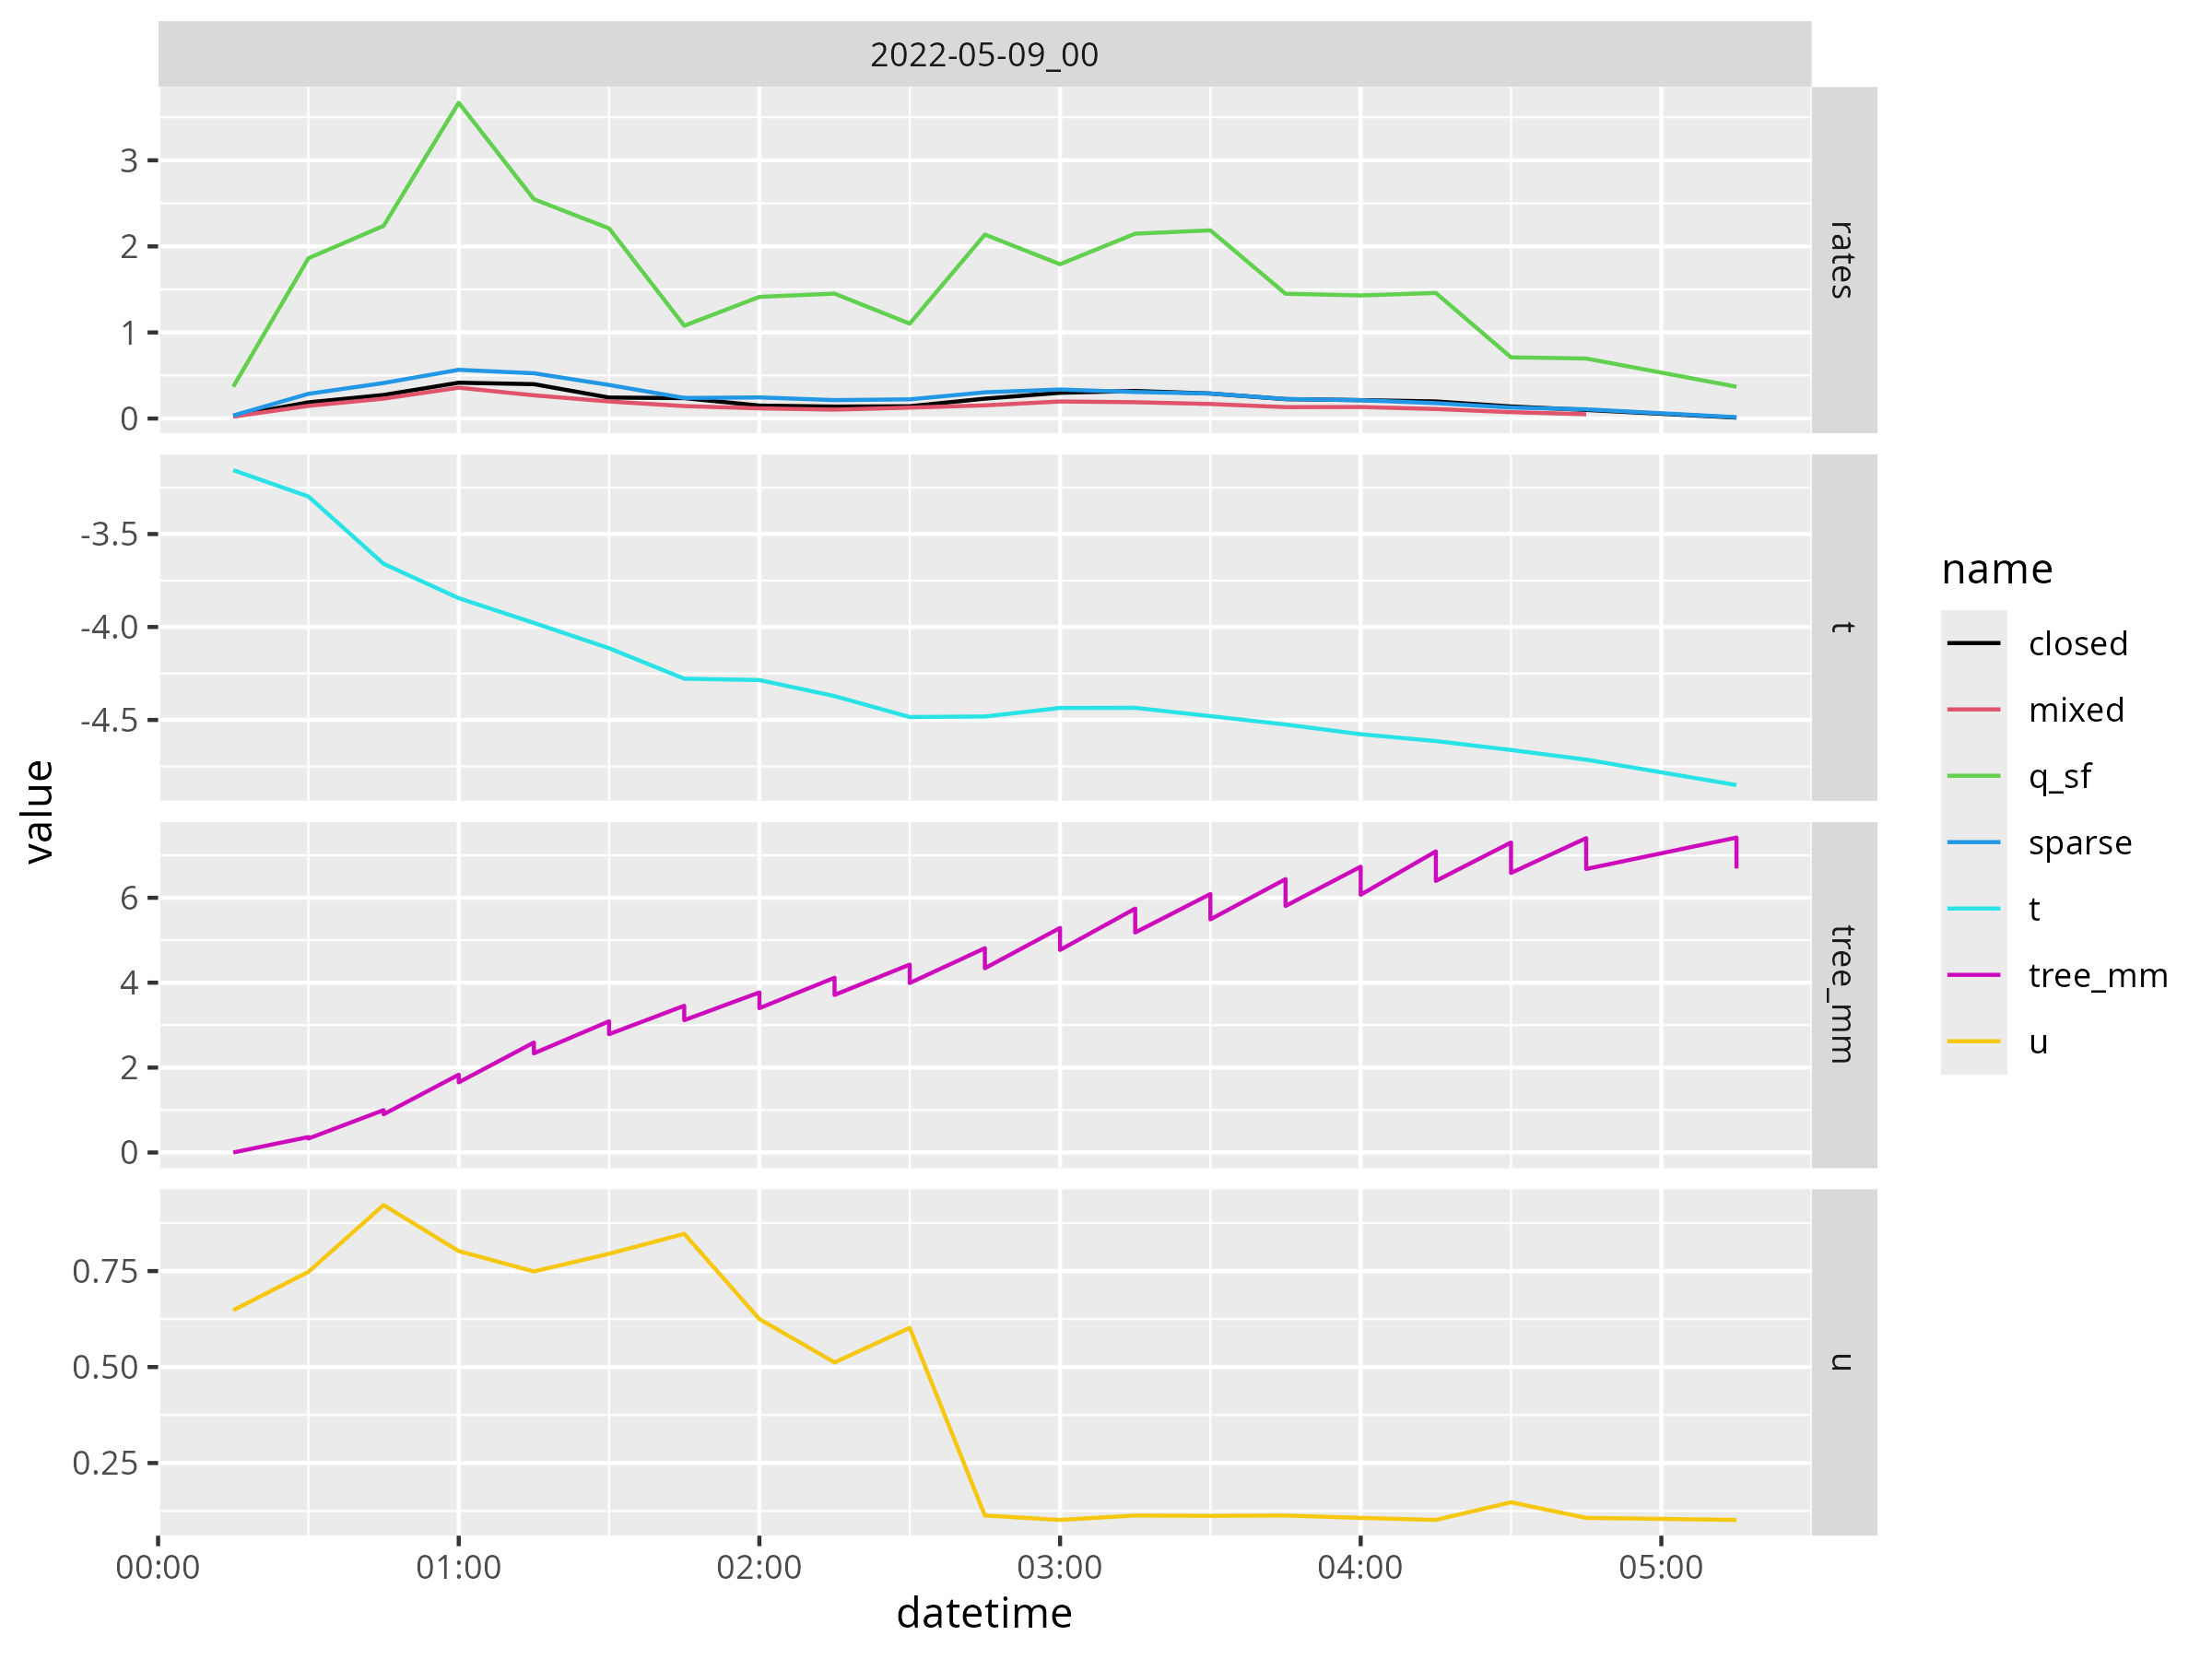 2022-05-09_00
3
2
1
0
rates
-3.5
-4.0
-4.5
t
6
4
2
0
tree_mm
0.75
0.50
0.25
u
00:00 01:00 02:00 03:00 04:00 05:00
datetime
value
name
closed
mixed
q_sf
sparse
t
tree_mm
u